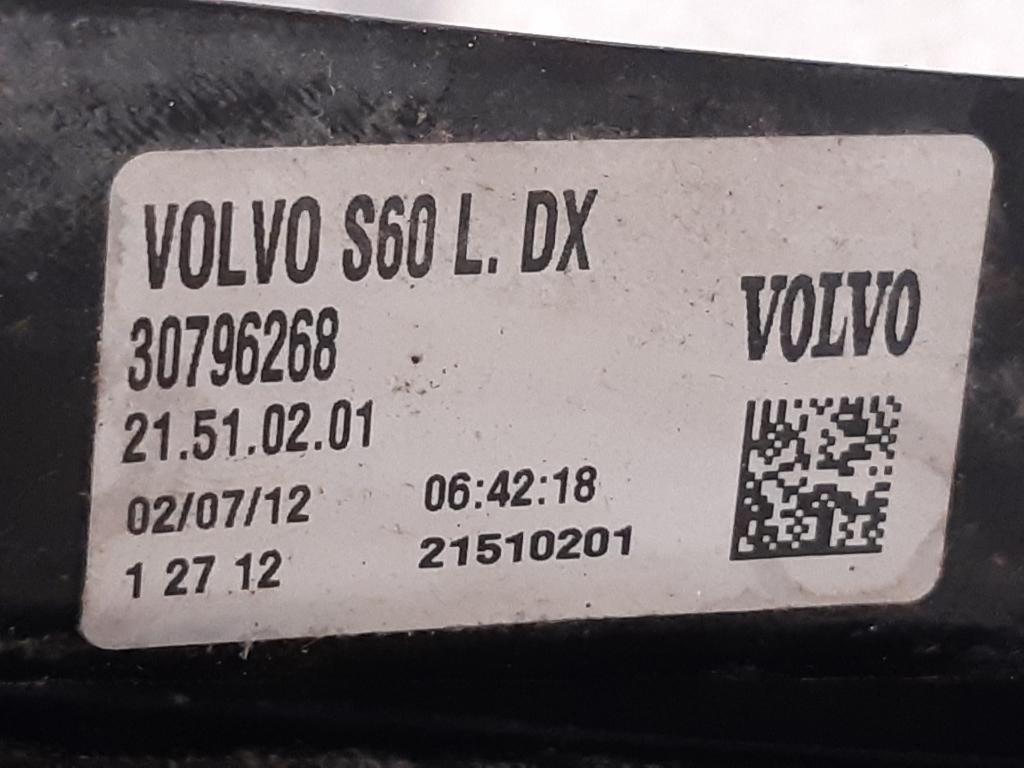 VOLVO S60 L. DX
30796268
VOLVO
21.51.02.01
02/07/12 06:42:18
1 27 12 21510201